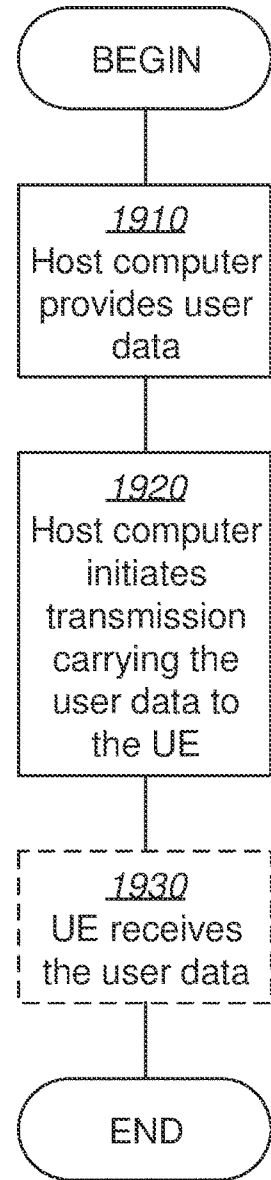 BEGIN
1910
Host computer
provides user
data
1920
Host computer
initiates
transmission
carrying the
user data to
the UE
1930
UE receives
the user data
END